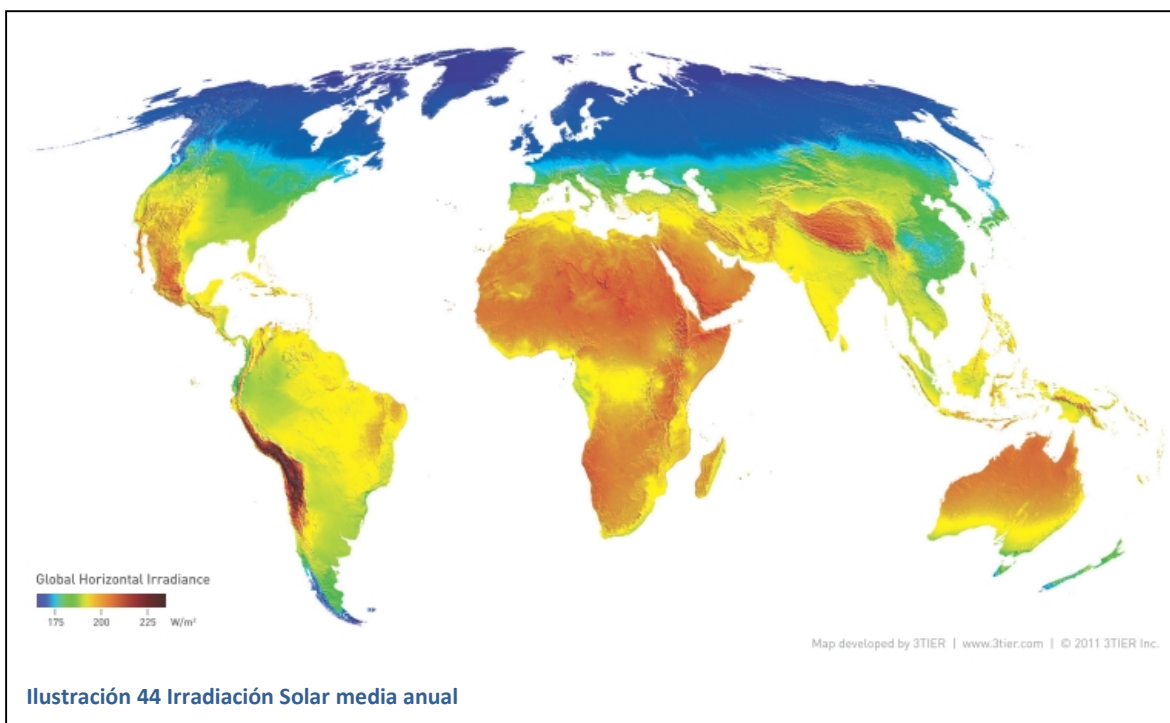 Global Horizontal Irradiance
175 200 225 W/m²
Map developed by 3TIER | www.3tier.com | © 2011 3TIER Inc.
Ilustración 44 Irradiación Solar media anual